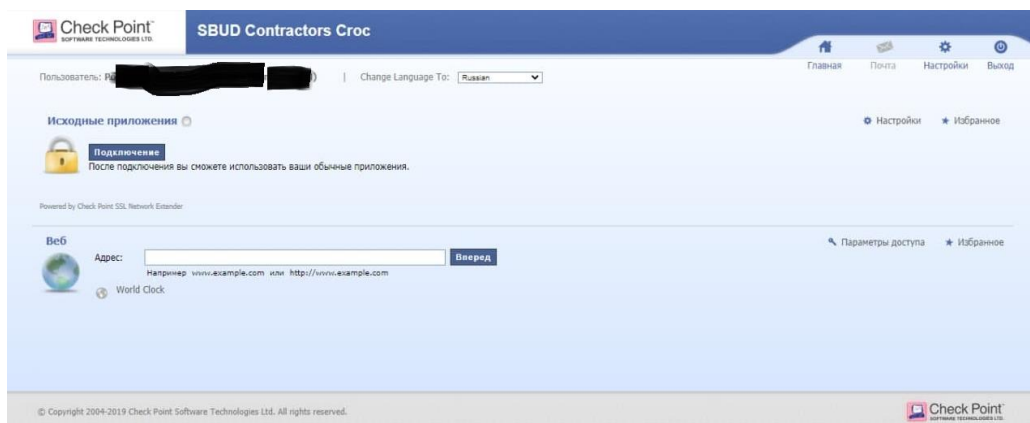 Check Point
SOFTWARE TECHNOLOGIES LTD.
SBUD Contractors Croc
Главная Почта Настройки Выход
Пользователь: | Change Language To: Russian
Исходные приложения
Настройки Избранное
Подключение
После подключения вы сможете использовать ваши обычные приложения.
Powered by Check Point SSL Network Extender
Веб
Параметры доступа Избранное
Адрес: Вперед
Например www.example.com или http://www.example.com
World Clock
© Copyright 2004-2019 Check Point Software Technologies Ltd. All rights reserved.
Check Point
SOFTWARE TECHNOLOGIES LTD.